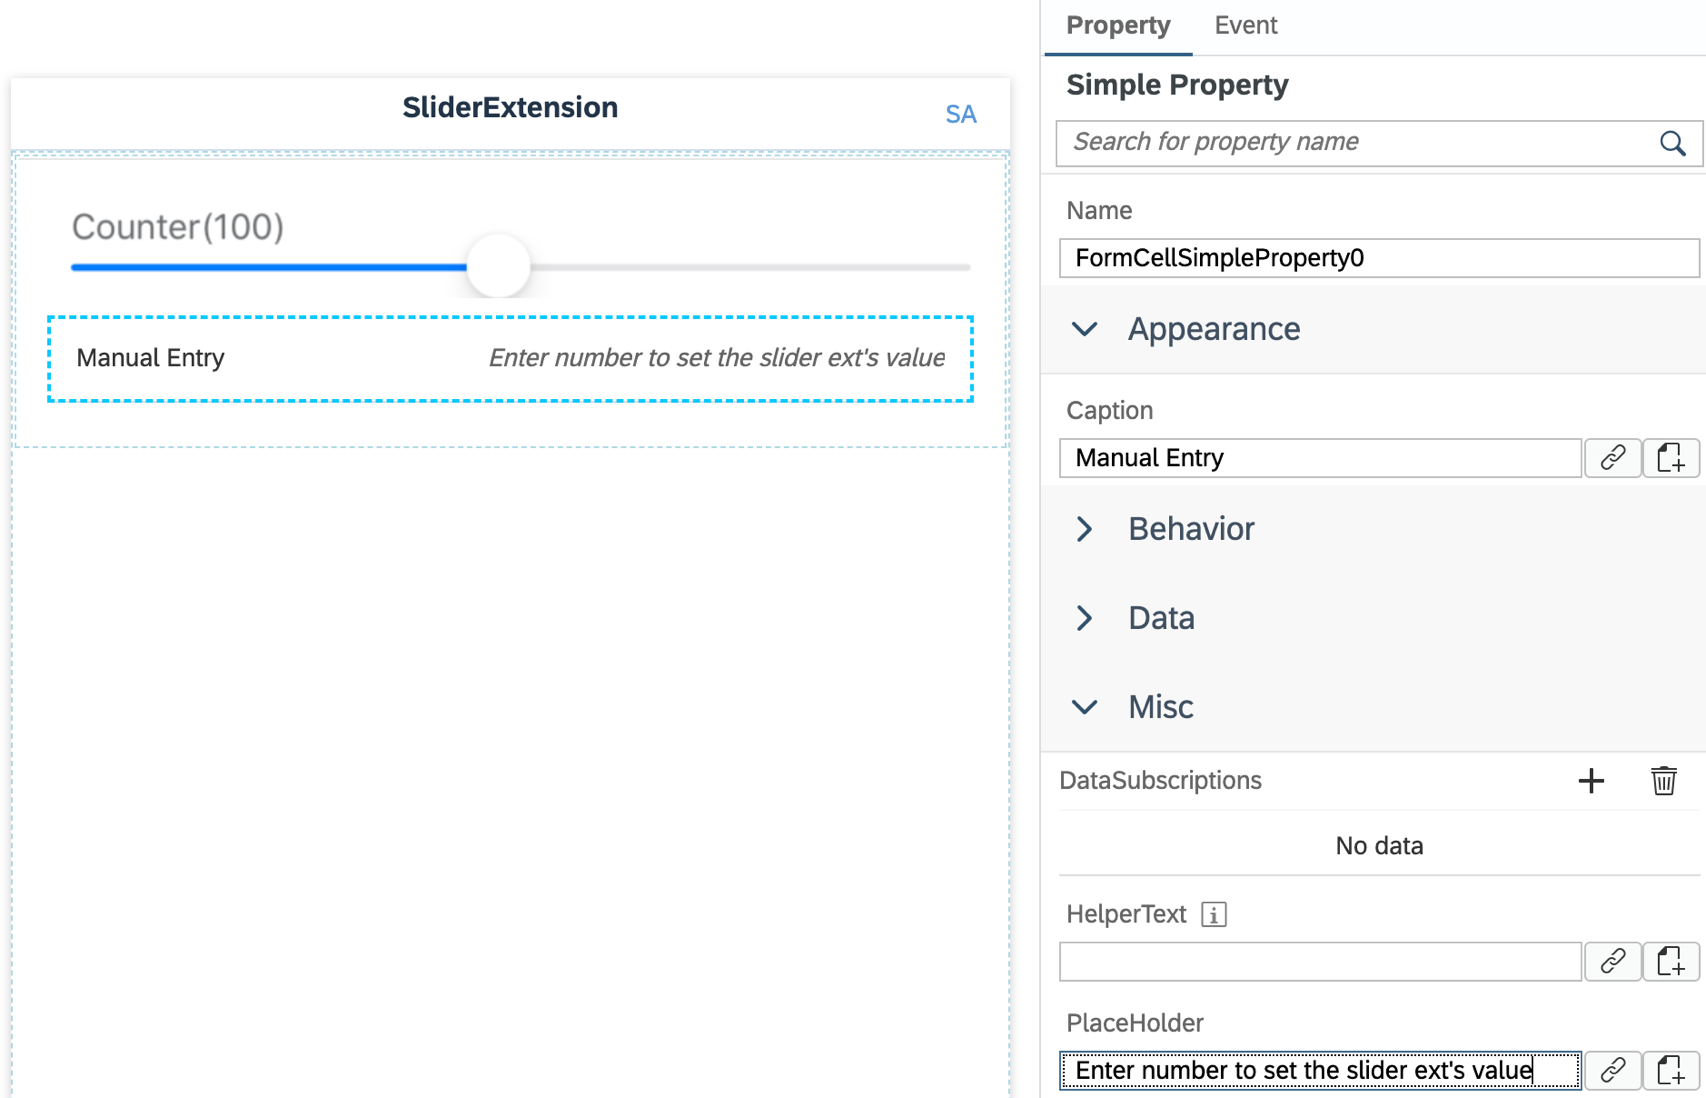 SliderExtension
SA
Counter(100)
Manual Entry
Enter number to set the slider ext's value
Property
Event
Simple Property
Search for property name
Name
FormCellSimpleProperty0
Appearance
Caption
Manual Entry
Behavior
Data
Misc
DataSubscriptions
No data
HelperText
PlaceHolder
Enter number to set the slider ext's value